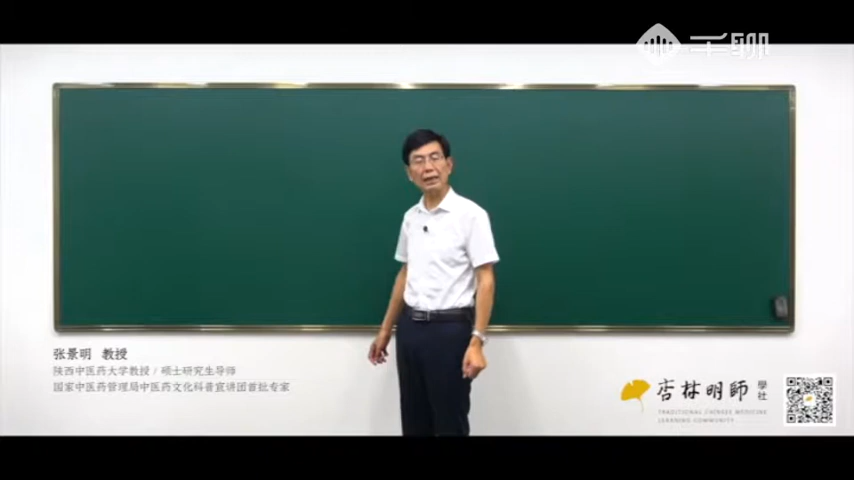 千聊
张景明 教授
陕西中医药大学教授 / 硕士研究生导师
国家中医药管理局中医药文化科普宣讲团首批专家
杏林明師 學社
TRADITIONAL CHINESE MEDICINE
LEARNING COMMUNITY